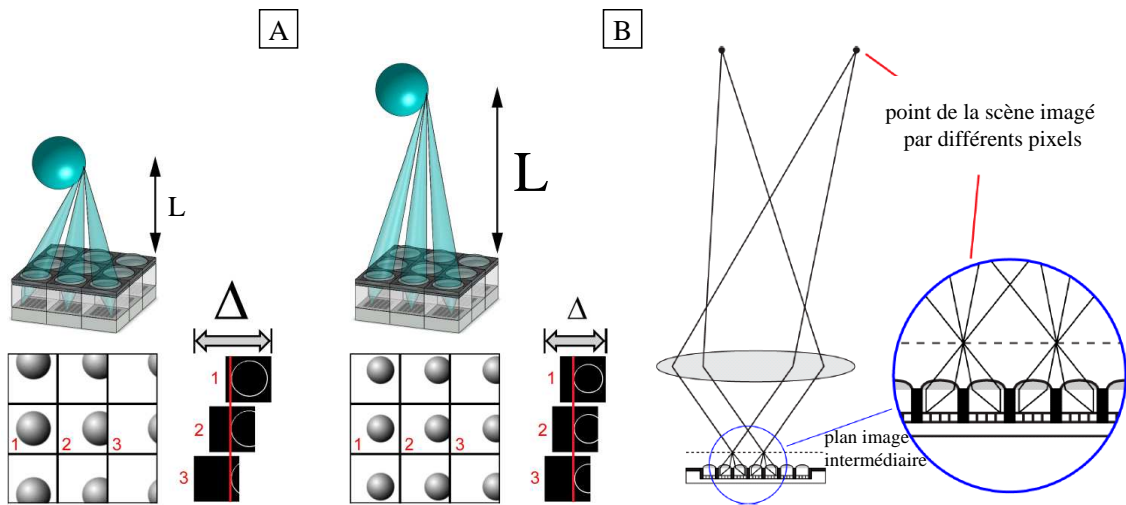 A
L
Δ
1
2
3
1
2
3
L
Δ
1
2
3
1
2
3
B
point de la scène imagé
par différents pixels
plan image
intermédiaire